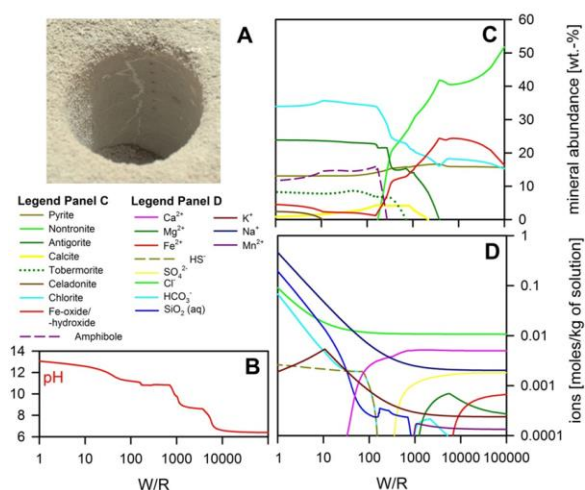 A
C
60
50
40
30
20
10
0
mineral abundance [wt.-%]
Legend Panel C
Pyrite
Nontronite
Antigorite
Calcite
Tobermorite
Celadonite
Chlorite
Fe-oxide/
-hydroxide
Amphibole
Legend Panel D
Ca²⁺
Mg²⁺
Fe²⁺
HS⁻
SO₄²⁻
Cl⁻
HCO₃⁻
SiO₂ (aq)
K⁺
Na⁺
Mn²⁺
B
pH
14
12
10
8
6
1
10
100
1000
10000
W/R
D
1
0.1
0.01
0.001
0.0001
ions [moles/kg of solution]
1
10
100
1000
10000
100000
W/R